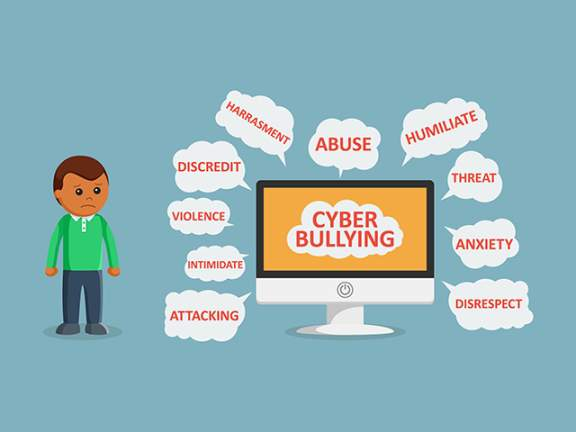 HARRASMENT
ABUSE
HUMILIATE
DISCREDIT
THREAT
VIOLENCE
CYBER
BULLYING
ANXIETY
INTIMIDATE
ATTACKING
DISRESPECT